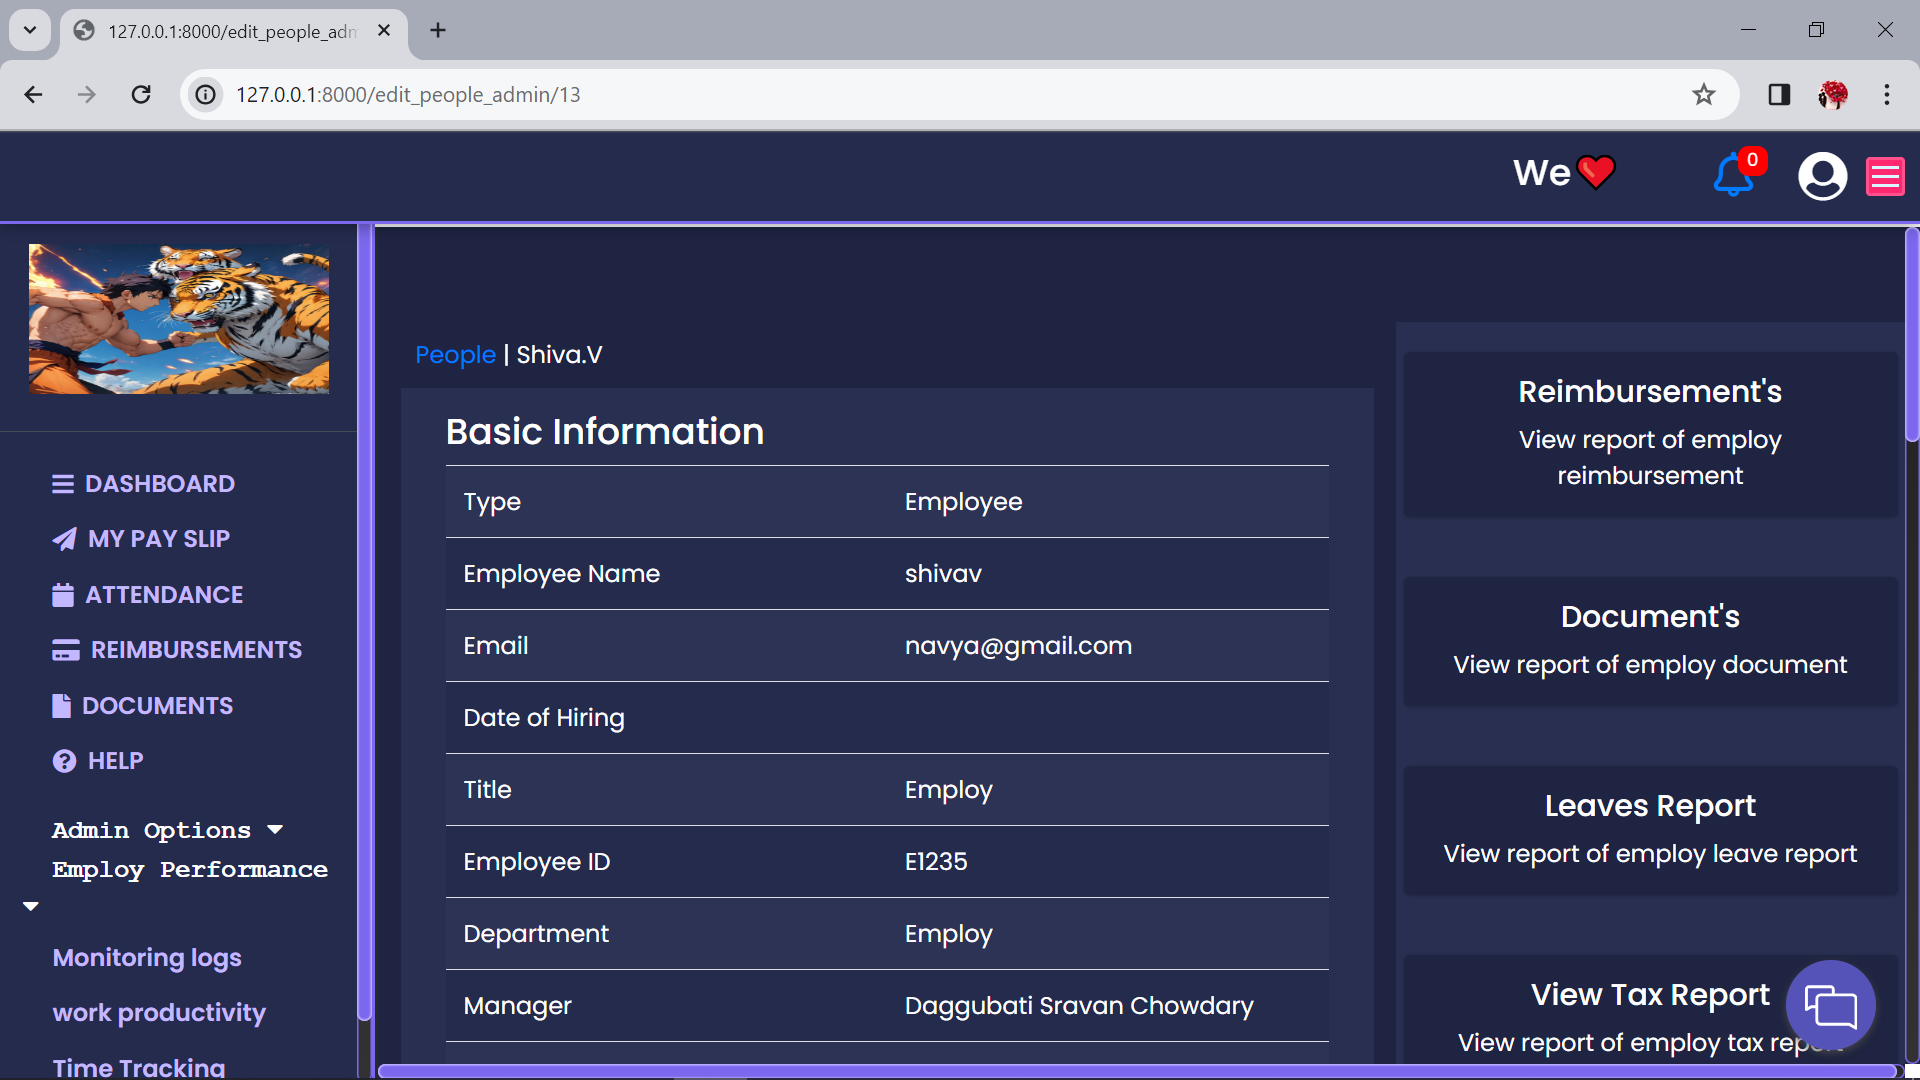 127.0.0.1:8000/edit_people_adm
127.0.0.1:8000/edit_people_admin/13
We
0
DASHBOARD
MY PAY SLIP
ATTENDANCE
REIMBURSEMENTS
DOCUMENTS
HELP
Admin Options
Employ Performance
Monitoring logs
work productivity
Time Tracking
People | Shiva.V
Basic Information
Type Employee
Employee Name shivav
Email navya@gmail.com
Date of Hiring
Title Employ
Employee ID E1235
Department Employ
Manager Daggubati Sravan Chowdary
Reimbursement's
View report of employ
reimbursement
Document's
View report of employ document
Leaves Report
View report of employ leave report
View Tax Report
View report of employ tax report